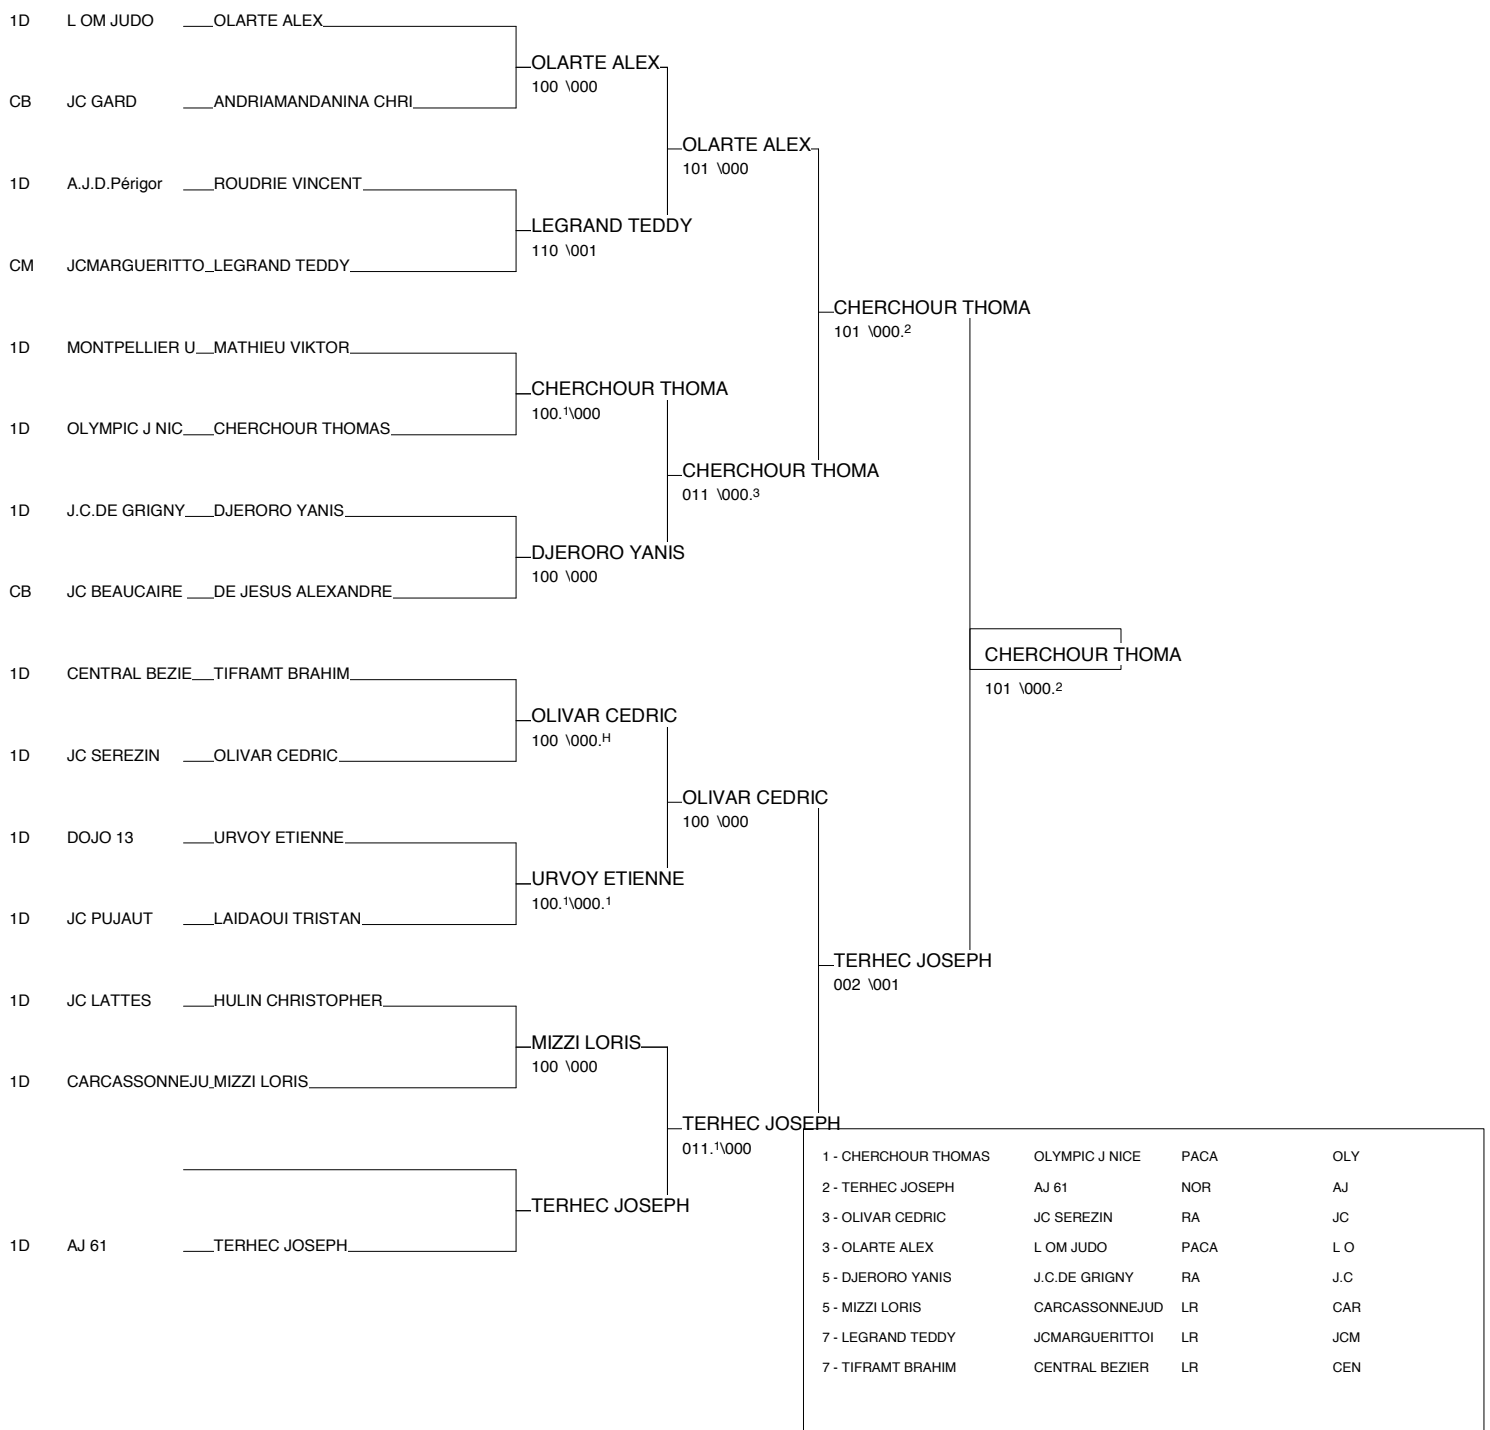 1D L OM JUDO OLARTE ALEX
OLARTE ALEX
100 \000
CB JC GARD ANDRIAMANDANINA CHRI
OLARTE ALEX
101 \000
1D A.J.D.Périgor ROUDRIE VINCENT
LEGRAND TEDDY
110 \001
CM JCMARGUERITTO LEGRAND TEDDY
CHERCHOUR THOMA
101 \000.²
1D MONTPELLIER U MATHIEU VIKTOR
CHERCHOUR THOMA
100.¹\000
1D OLYMPIC J NIC CHERCHOUR THOMAS
CHERCHOUR THOMA
011 \000.³
1D J.C.DE GRIGNY DJERORO YANIS
DJERORO YANIS
100 \000
CB JC BEAUCAIRE DE JESUS ALEXANDRE
CHERCHOUR THOMA
101 \000.²
1D CENTRAL BEZIE TIFRAMT BRAHIM
OLIVAR CEDRIC
100 \000.ᴴ
1D JC SEREZIN OLIVAR CEDRIC
OLIVAR CEDRIC
100 \000
1D DOJO 13 URVOY ETIENNE
URVOY ETIENNE
100.¹\000.¹
1D JC PUJAUT LAIDAOUI TRISTAN
TERHEC JOSEPH
002 \001
1D JC LATTES HULIN CHRISTOPHER
MIZZI LORIS
100 \000
1D CARCASSONNEJU MIZZI LORIS
TERHEC JOSEPH
011.¹\000
TERHEC JOSEPH
1D AJ 61 TERHEC JOSEPH
1 - CHERCHOUR THOMAS OLYMPIC J NICE PACA OLY
2 - TERHEC JOSEPH AJ 61 NOR AJ
3 - OLIVAR CEDRIC JC SEREZIN RA JC
3 - OLARTE ALEX L OM JUDO PACA L O
5 - DJERORO YANIS J.C.DE GRIGNY RA J.C
5 - MIZZI LORIS CARCASSONNEJUD LR CAR
7 - LEGRAND TEDDY JCMARGUERITTOI LR JCM
7 - TIFRAMT BRAHIM CENTRAL BEZIER LR CEN